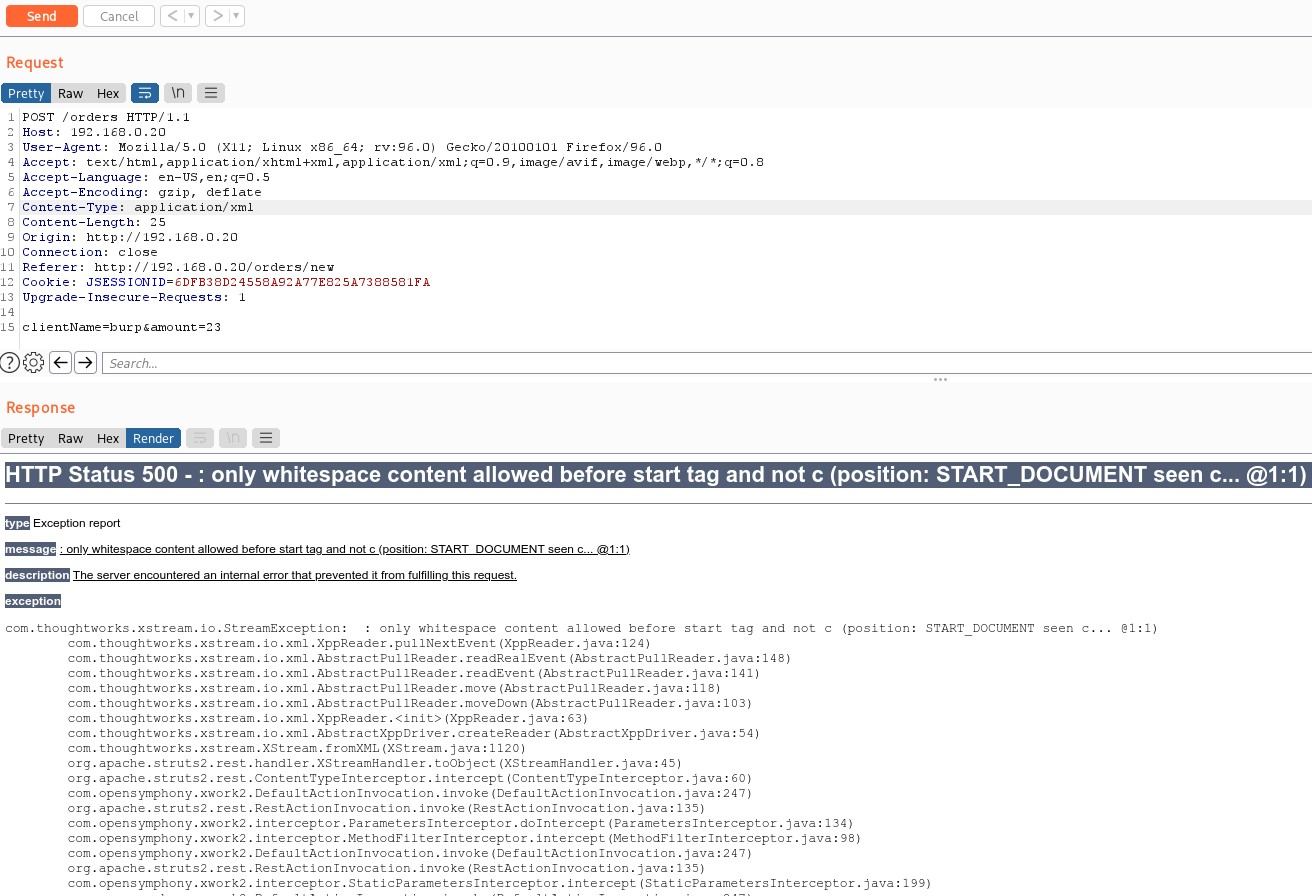 Send Cancel < >
Request
Pretty Raw Hex \n
1 POST /orders HTTP/1.1
2 Host: 192.168.0.20
3 User-Agent: Mozilla/5.0 (X11; Linux x86_64; rv:96.0) Gecko/20100101 Firefox/96.0
4 Accept: text/html,application/xhtml+xml,application/xml;q=0.9,image/avif,image/webp,*/*;q=0.8
5 Accept-Language: en-US,en;q=0.5
6 Accept-Encoding: gzip, deflate
7 Content-Type: application/xml
8 Content-Length: 25
9 Origin: http://192.168.0.20
10 Connection: close
11 Referer: http://192.168.0.20/orders/new
12 Cookie: JSESSIONID=6DFB38D24558A92A77E825A7388581FA
13 Upgrade-Insecure-Requests: 1
14
15 clientName=burp&amount=23
? Search...
Response
Pretty Raw Hex Render \n
HTTP Status 500 - : only whitespace content allowed before start tag and not c (position: START_DOCUMENT seen c... @1:1)
type Exception report
message : only whitespace content allowed before start tag and not c (position: START_DOCUMENT seen c... @1:1)
description The server encountered an internal error that prevented it from fulfilling this request.
exception
com.thoughtworks.xstream.io.StreamException:  : only whitespace content allowed before start tag and not c (position: START_DOCUMENT seen c... @1:1)
com.thoughtworks.xstream.io.xml.XppReader.pullNextEvent(XppReader.java:124)
com.thoughtworks.xstream.io.xml.AbstractPullReader.readRealEvent(AbstractPullReader.java:148)
com.thoughtworks.xstream.io.xml.AbstractPullReader.readEvent(AbstractPullReader.java:141)
com.thoughtworks.xstream.io.xml.AbstractPullReader.move(AbstractPullReader.java:118)
com.thoughtworks.xstream.io.xml.AbstractPullReader.moveDown(AbstractPullReader.java:103)
com.thoughtworks.xstream.io.xml.XppReader.<init>(XppReader.java:63)
com.thoughtworks.xstream.io.xml.AbstractXppDriver.createReader(AbstractXppDriver.java:54)
com.thoughtworks.xstream.XStream.fromXML(XStream.java:1120)
org.apache.struts2.rest.handler.XStreamHandler.toObject(XStreamHandler.java:45)
org.apache.struts2.rest.ContentTypeInterceptor.intercept(ContentTypeInterceptor.java:60)
com.opensymphony.xwork2.DefaultActionInvocation.invoke(DefaultActionInvocation.java:247)
org.apache.struts2.rest.RestActionInvocation.invoke(RestActionInvocation.java:135)
com.opensymphony.xwork2.interceptor.ParametersInterceptor.doIntercept(ParametersInterceptor.java:134)
com.opensymphony.xwork2.interceptor.MethodFilterInterceptor.intercept(MethodFilterInterceptor.java:98)
com.opensymphony.xwork2.DefaultActionInvocation.invoke(DefaultActionInvocation.java:247)
org.apache.struts2.rest.RestActionInvocation.invoke(RestActionInvocation.java:135)
com.opensymphony.xwork2.interceptor.StaticParametersInterceptor.intercept(StaticParametersInterceptor.java:199)